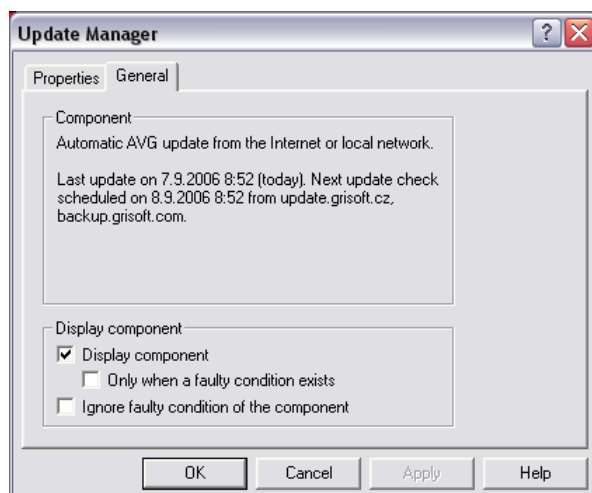 Update Manager
Properties
General
Component
Automatic AVG update from the Internet or local network.
Last update on 7.9.2006 8:52 (today). Next update check
scheduled on 8.9.2006 8:52 from update.grisoft.cz,
backup.grisoft.com.
Display component
Display component
Only when a faulty condition exists
Ignore faulty condition of the component
OK
Cancel
Apply
Help